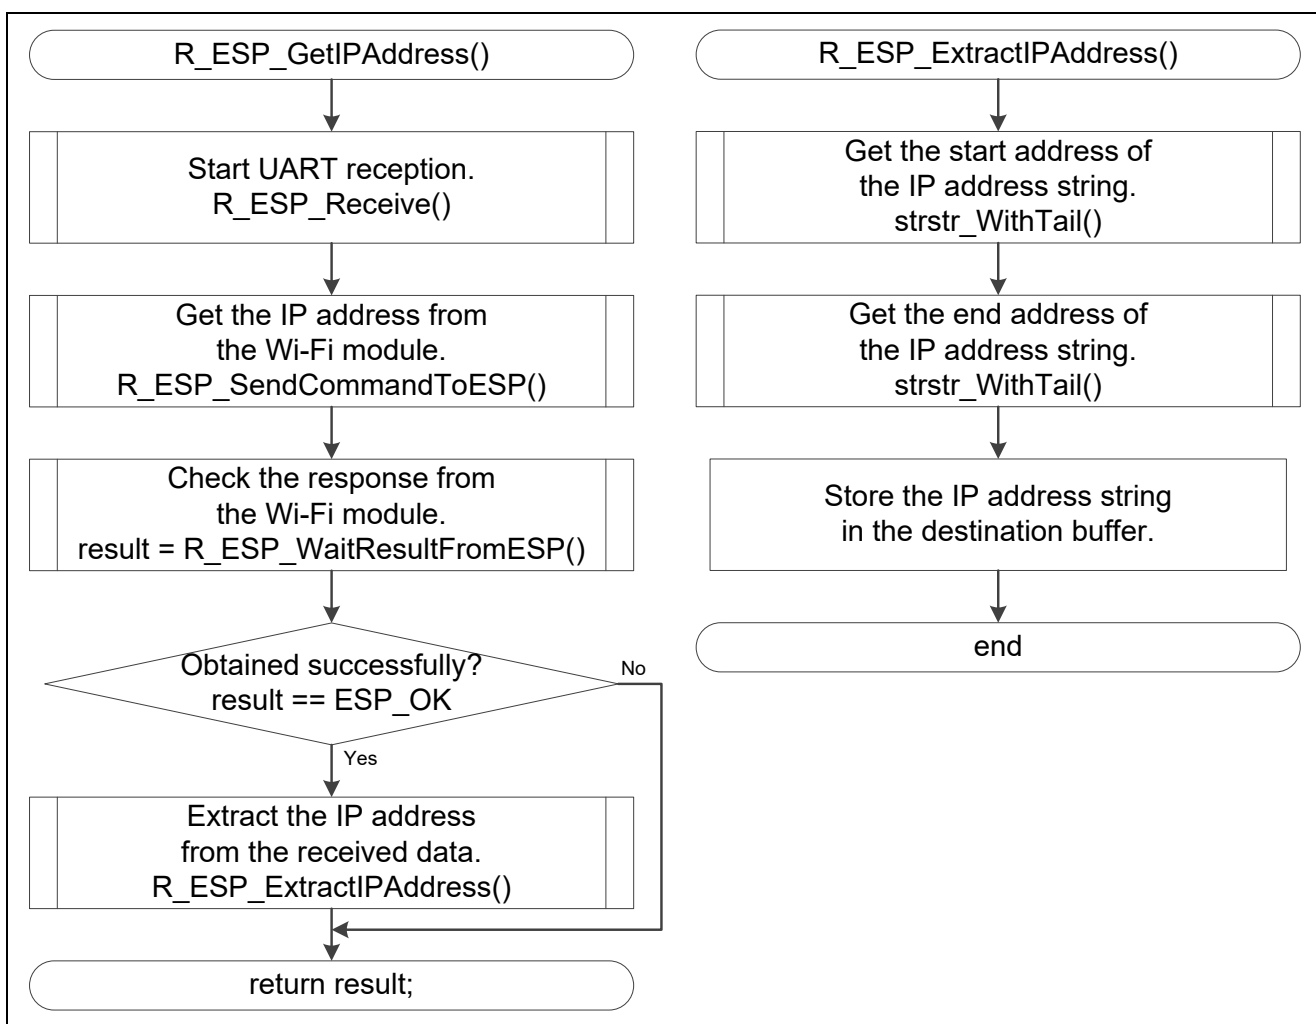 R_ESP_GetIPAddress()
Start UART reception.
R_ESP_Receive()
Get the IP address from
the Wi-Fi module.
R_ESP_SendCommandToESP()
Check the response from
the Wi-Fi module.
result = R_ESP_WaitResultFromESP()
Obtained successfully?
result == ESP_OK
No
Yes
Extract the IP address
from the received data.
R_ESP_ExtractIPAddress()
return result;
R_ESP_ExtractIPAddress()
Get the start address of
the IP address string.
strstr_WithTail()
Get the end address of
the IP address string.
strstr_WithTail()
Store the IP address string
in the destination buffer.
end